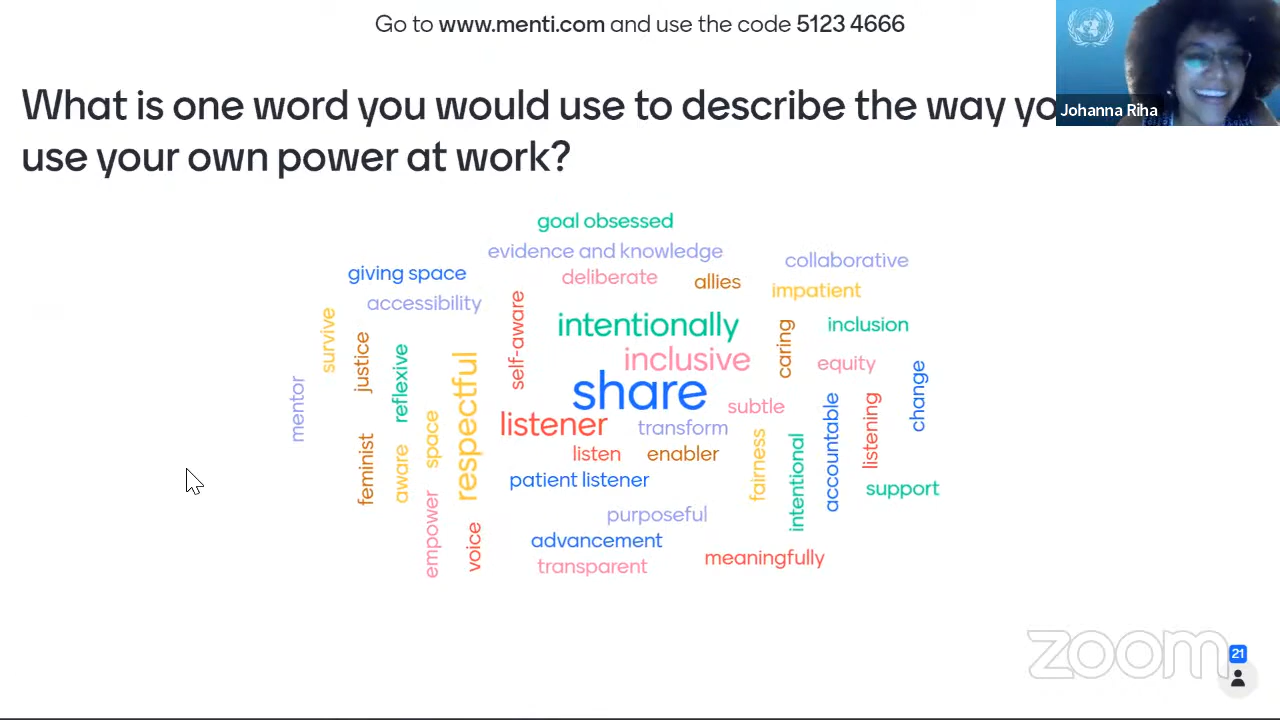 Go to www.menti.com and use the code 5123 4666
Johanna Riha
What is one word you would use to describe the way yo
use your own power at work?
goal obsessed
evidence and knowledge
collaborative
giving space
deliberate
allies
impatient
accessibility
survive
self-aware
intentionally
caring
inclusion
justice
reflexive
inclusive
equity
mentor
respectful
share
change
subtle
accountable
listening
space
listener
transform
feminist
aware
listen
enabler
fairness
intentional
patient listener
support
empower
voice
purposeful
advancement
meaningfully
transparent
zoom
21